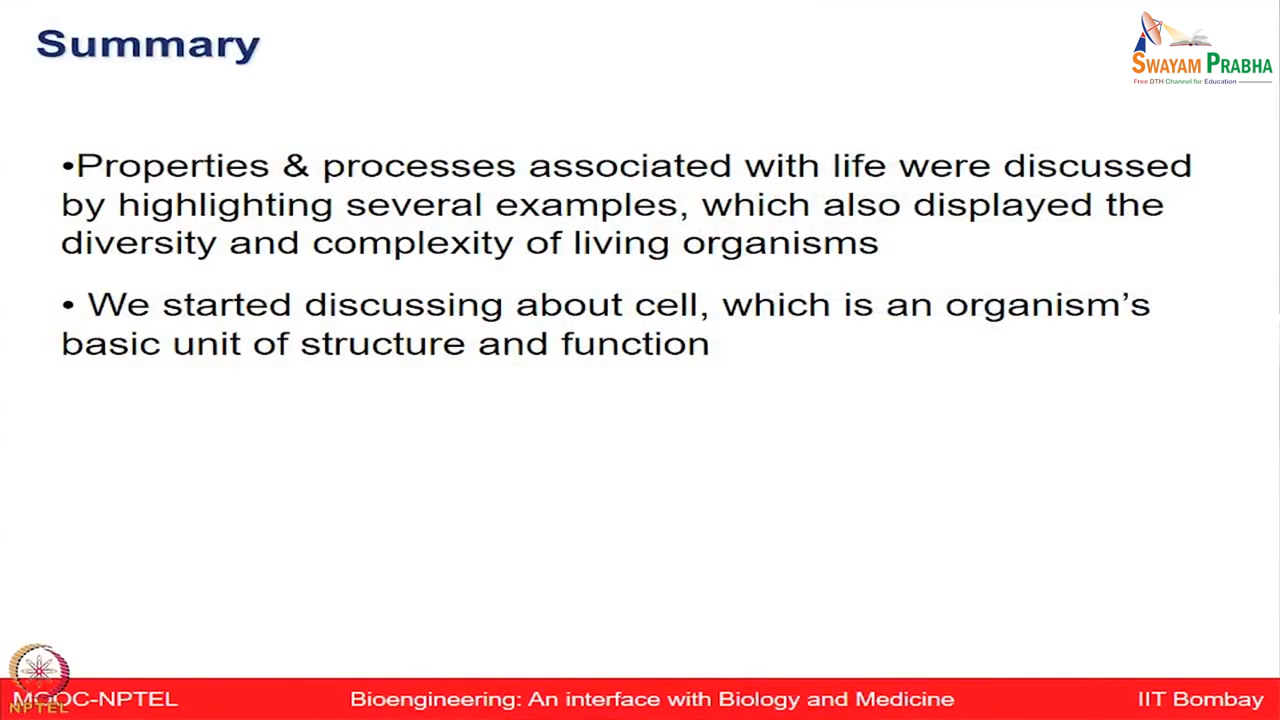 Summary
SWAYAM PRABHA
Free DTH Channel for Education
•Properties & processes associated with life were discussed
by highlighting several examples, which also displayed the
diversity and complexity of living organisms
• We started discussing about cell, which is an organism’s
basic unit of structure and function
MOOC-NPTEL
NPTEL
Bioengineering: An interface with Biology and Medicine
IIT Bombay